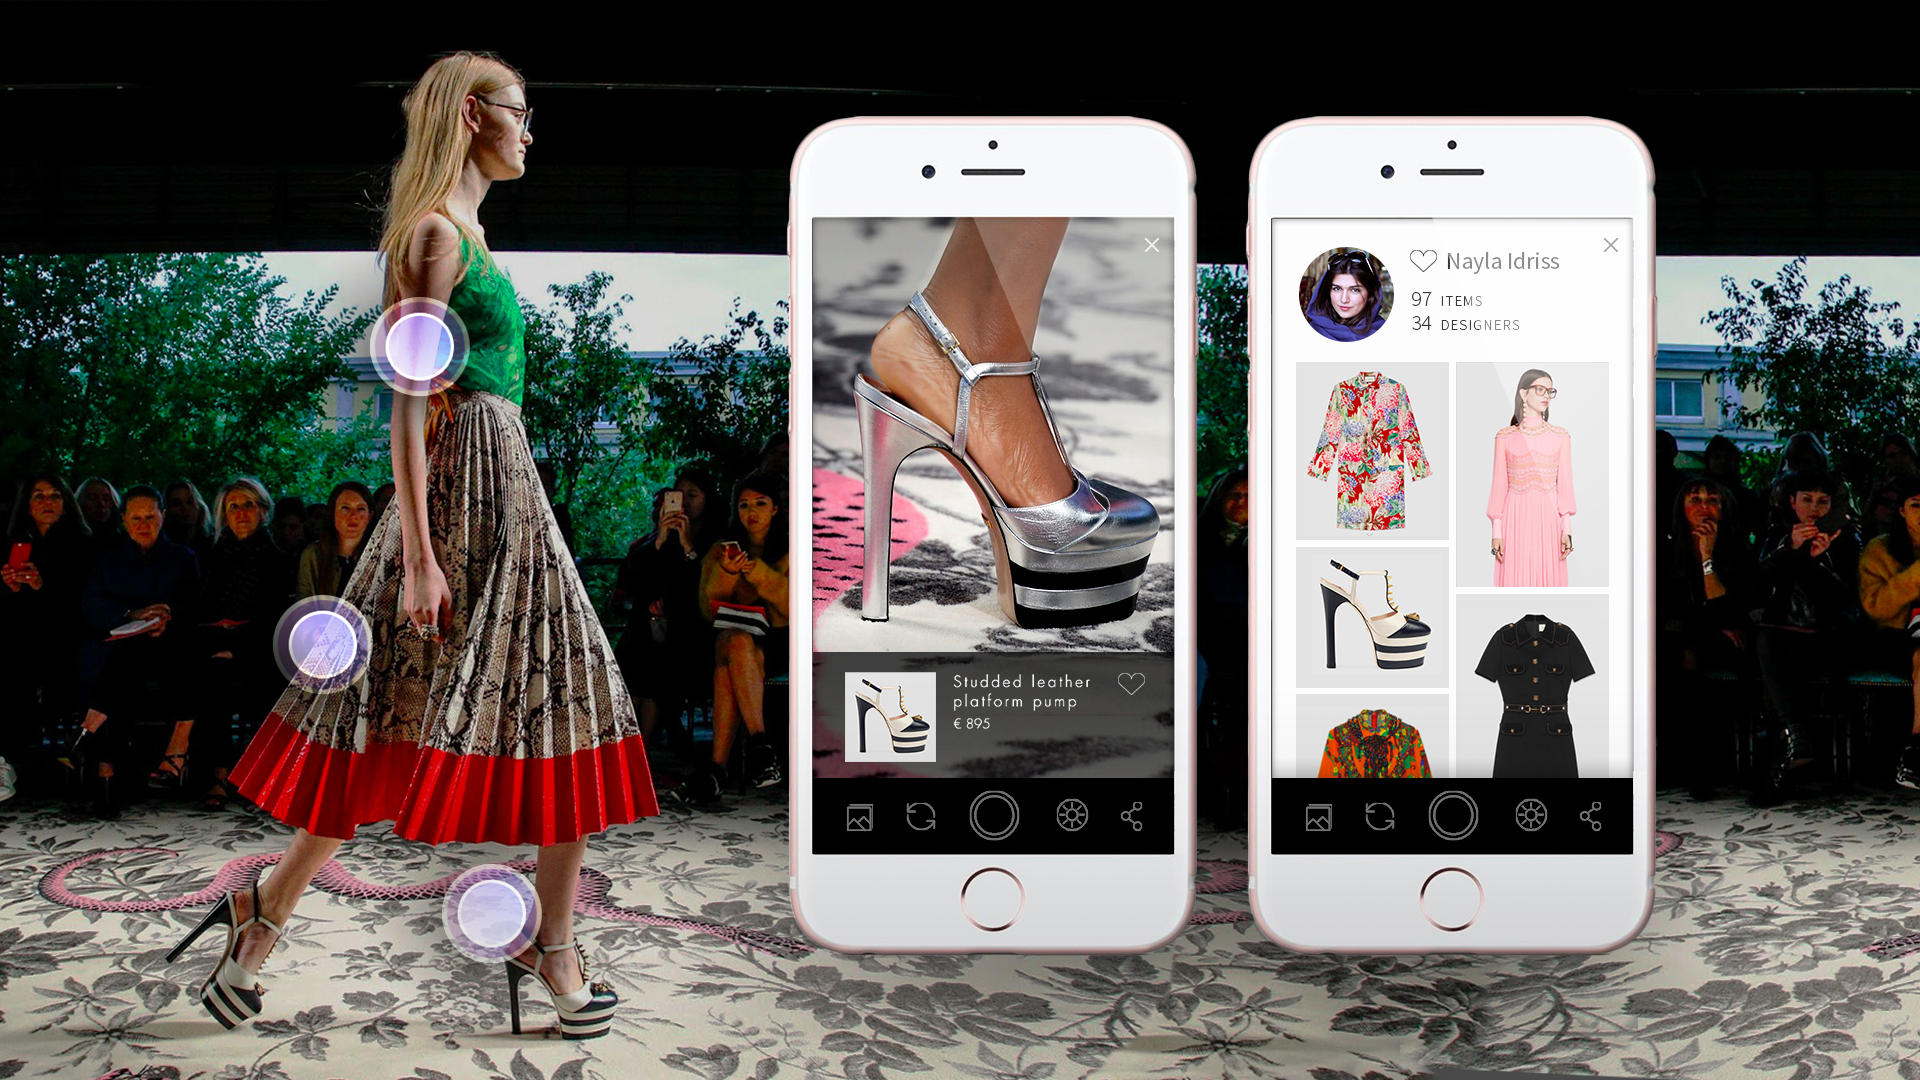 Studded leather
platform pump
€ 895
Nayla Idriss
97 ITEMS
34 DESIGNERS